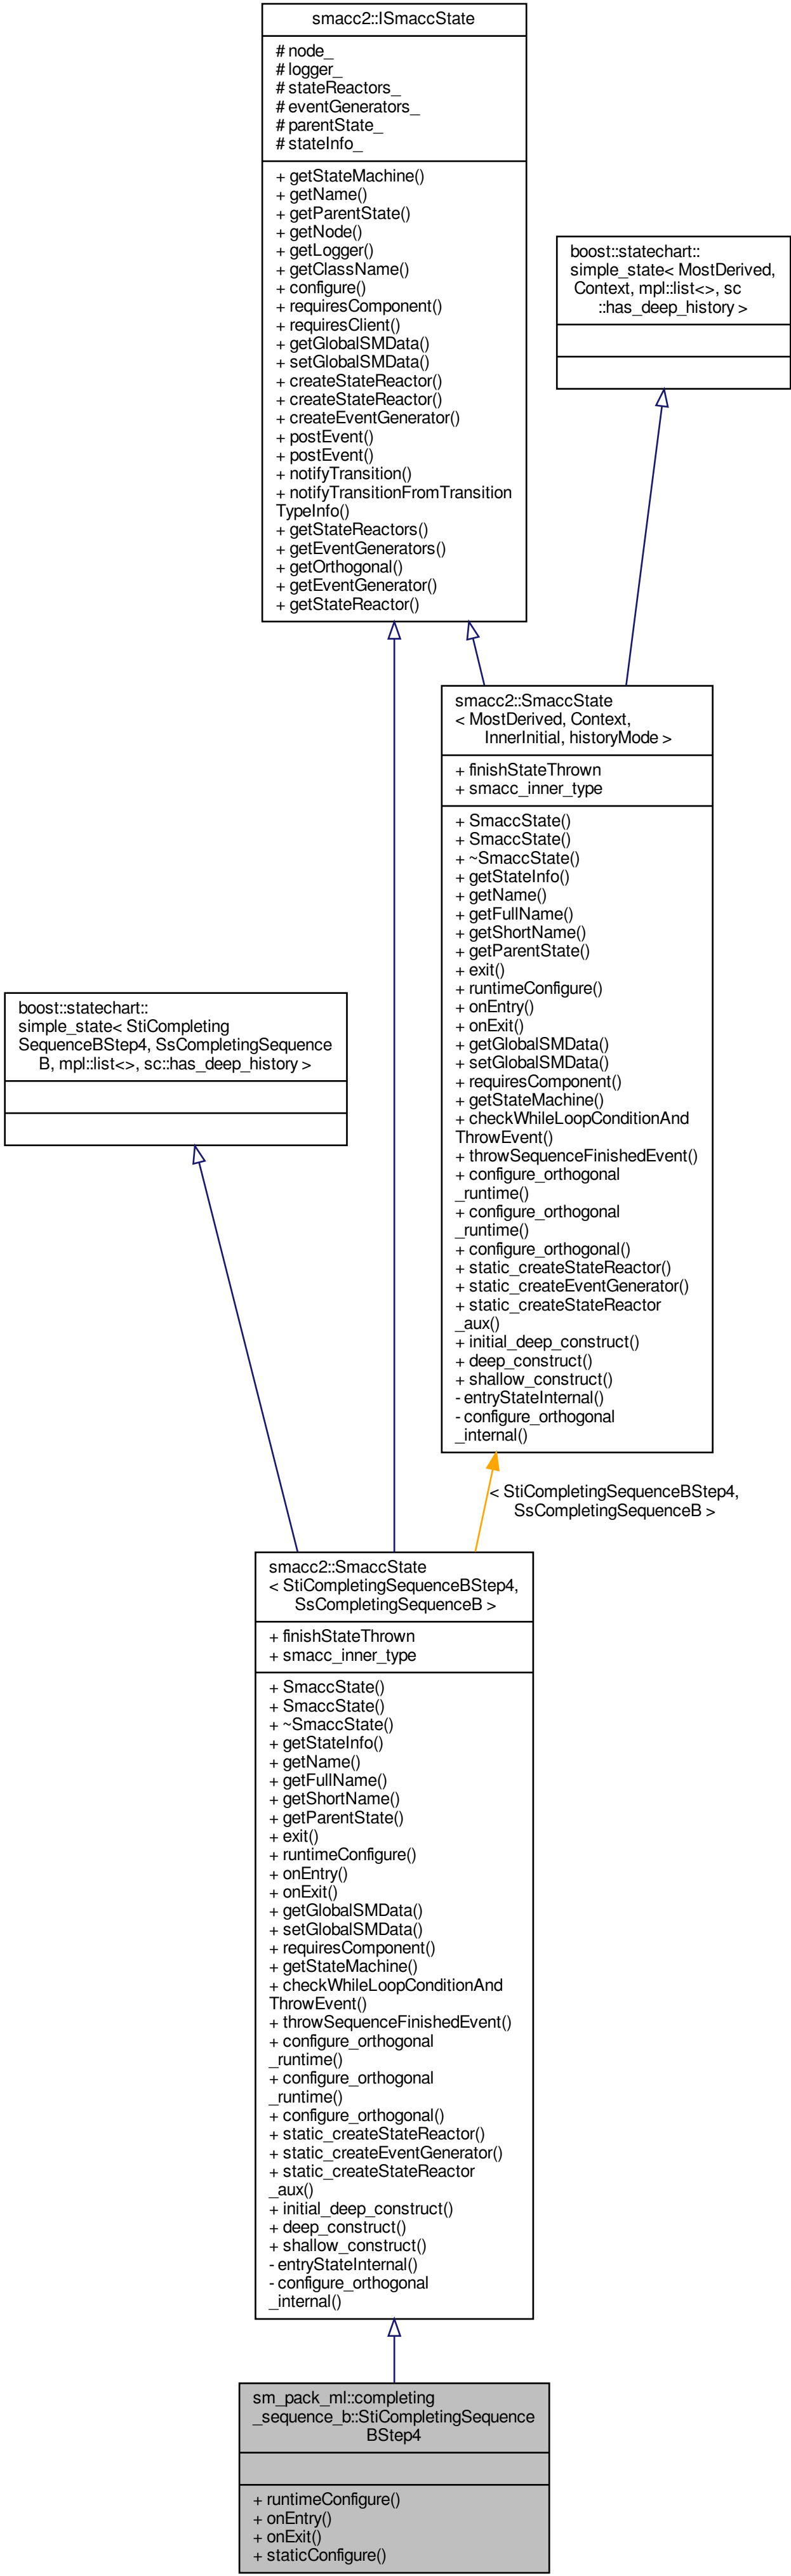 smacc2::ISmaccState
# node_
# logger_
# stateReactors_
# eventGenerators_
# parentState_
# stateInfo_
+ getStateMachine()
+ getName()
+ getParentState()
+ getNode()
+ getLogger()
+ getClassName()
+ configure()
+ requiresComponent()
+ requiresClient()
+ getGlobalSMData()
+ setGlobalSMData()
+ createStateReactor()
+ createStateReactor()
+ createEventGenerator()
+ postEvent()
+ postEvent()
+ notifyTransition()
+ notifyTransitionFromTransition
TypeInfo()
+ getStateReactors()
+ getEventGenerators()
+ getOrthogonal()
+ getEventGenerator()
+ getStateReactor()
boost::statechart::
simple_state< MostDerived,
Context, mpl::list<>, sc
::has_deep_history >
smacc2::SmaccState
< MostDerived, Context,
InnerInitial, historyMode >
+ finishStateThrown
+ smacc_inner_type
+ SmaccState()
+ SmaccState()
+ ~SmaccState()
+ getStateInfo()
+ getName()
+ getFullName()
+ getShortName()
+ getParentState()
+ exit()
+ runtimeConfigure()
+ onEntry()
+ onExit()
+ getGlobalSMData()
+ setGlobalSMData()
+ requiresComponent()
+ getStateMachine()
+ checkWhileLoopConditionAnd
ThrowEvent()
+ throwSequenceFinishedEvent()
+ configure_orthogonal
_runtime()
+ configure_orthogonal
_runtime()
+ configure_orthogonal()
+ static_createStateReactor()
+ static_createEventGenerator()
+ static_createStateReactor
_aux()
+ initial_deep_construct()
+ deep_construct()
+ shallow_construct()
- entryStateInternal()
- configure_orthogonal
_internal()
boost::statechart::
simple_state< StiCompleting
SequenceBStep4, SsCompletingSequence
B, mpl::list<>, sc::has_deep_history >
< StiCompletingSequenceBStep4,
SsCompletingSequenceB >
smacc2::SmaccState
< StiCompletingSequenceBStep4,
SsCompletingSequenceB >
+ finishStateThrown
+ smacc_inner_type
+ SmaccState()
+ SmaccState()
+ ~SmaccState()
+ getStateInfo()
+ getName()
+ getFullName()
+ getShortName()
+ getParentState()
+ exit()
+ runtimeConfigure()
+ onEntry()
+ onExit()
+ getGlobalSMData()
+ setGlobalSMData()
+ requiresComponent()
+ getStateMachine()
+ checkWhileLoopConditionAnd
ThrowEvent()
+ throwSequenceFinishedEvent()
+ configure_orthogonal
_runtime()
+ configure_orthogonal
_runtime()
+ configure_orthogonal()
+ static_createStateReactor()
+ static_createEventGenerator()
+ static_createStateReactor
_aux()
+ initial_deep_construct()
+ deep_construct()
+ shallow_construct()
- entryStateInternal()
- configure_orthogonal
_internal()
sm_pack_ml::completing
_sequence_b::StiCompletingSequence
BStep4
+ runtimeConfigure()
+ onEntry()
+ onExit()
+ staticConfigure()